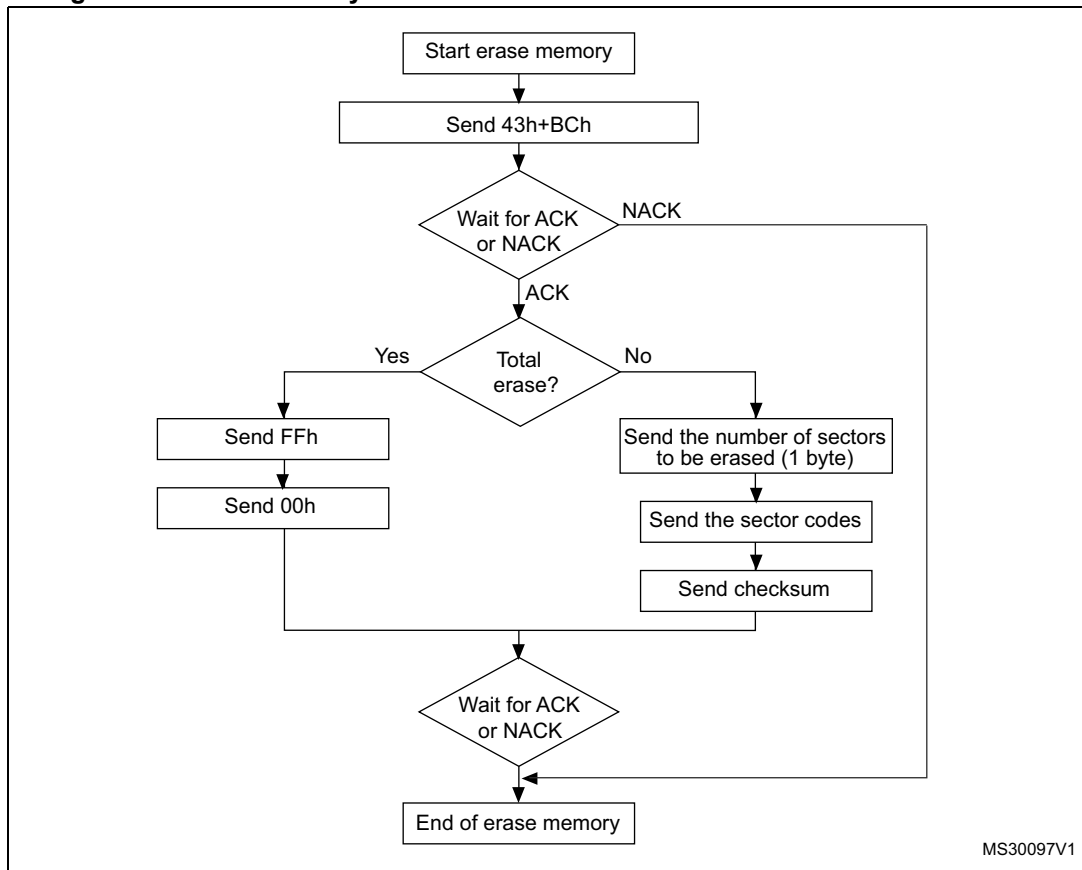 Start erase memory
Send 43h+BCh
Wait for ACK
or NACK
NACK
ACK
Yes
Total
erase?
No
Send FFh
Send 00h
Send the number of sectors
to be erased (1 byte)
Send the sector codes
Send checksum
Wait for ACK
or NACK
End of erase memory
MS30097V1